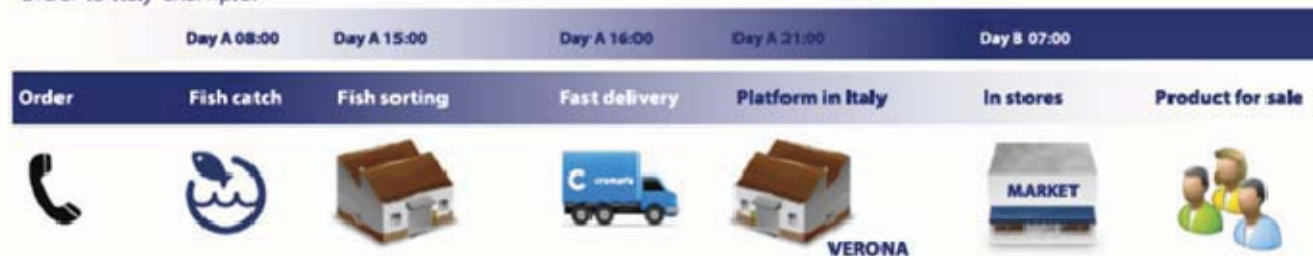 Day A 08:00 Day A 15:00 Day A 16:00 Day A 21:00 Day B 07:00
Order Fish catch Fish sorting Fast delivery Platform in Italy In stores Product for sale
C cromaris
MARKET
VERONA